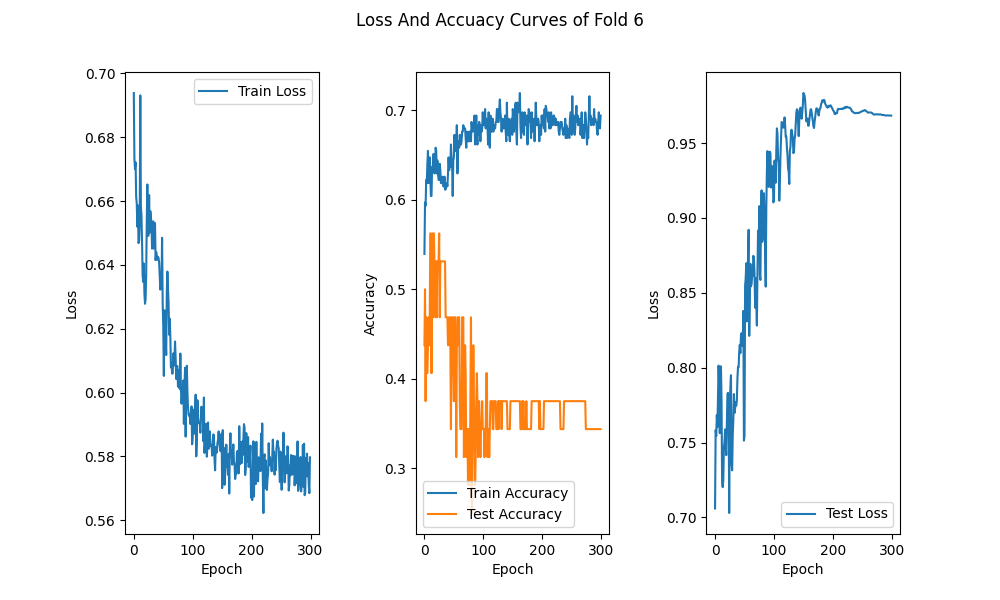 Loss And Accuacy Curves of Fold 6
0.70
0.68
0.66
0.64
0.62
0.60
0.58
0.56
Loss
0 100 200 300
Epoch
Train Loss
0.7
0.6
0.5
0.4
0.3
Accuracy
0 100 200 300
Epoch
Train Accuracy
Test Accuracy
0.95
0.90
0.85
0.80
0.75
0.70
Loss
0 100 200 300
Epoch
Test Loss